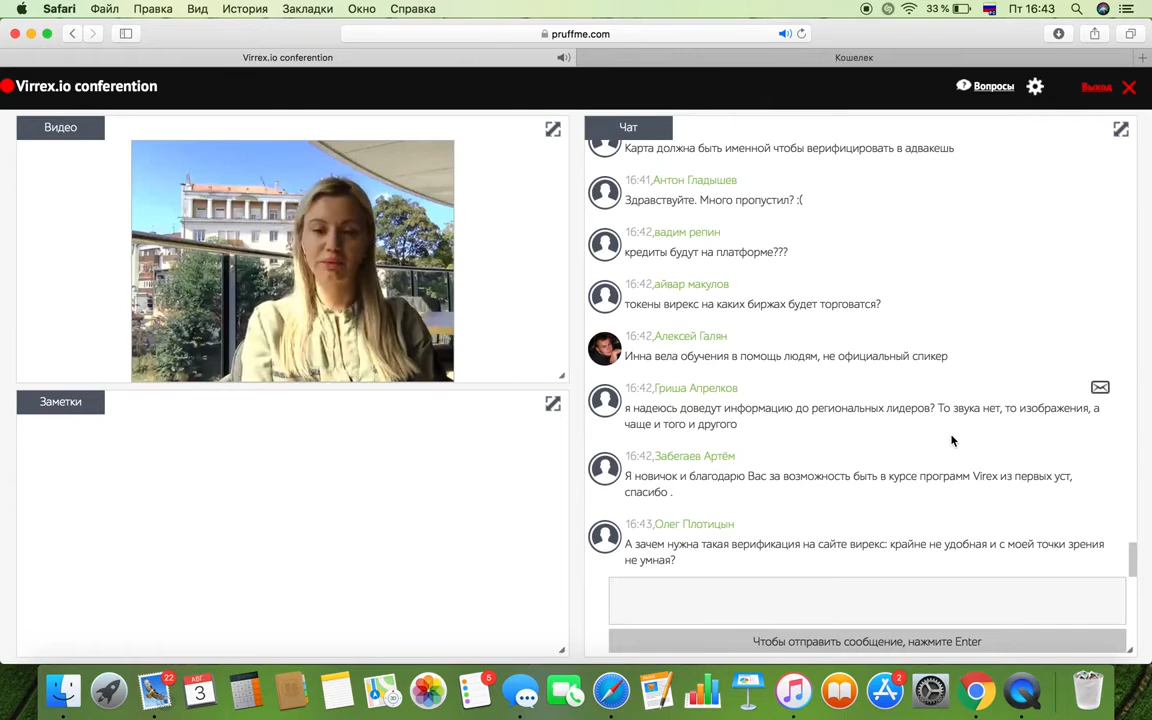 Safari Файл Правка Вид История Закладки Окно Справка 33 % Пт 16:43
pruffme.com
Virrex.io conferention Кошелек
Virrex.io conferention Вопросы Выход
Видео
Чат
Карта должна быть именной чтобы верифицировать в адвакешь
16:41,Антон Гладышев
Здравствуйте. Много пропустил? :(
16:42,вадим репин
кредиты будут на платформе???
16:42,айвар макулов
токены вирекс на каких биржах будет торговатся?
16:42,Алексей Галян
Инна вела обучения в помощь людям, не официальный спикер
16:42,Гриша Апрелков
я надеюсь доведут информацию до региональных лидеров? То звука нет, то изображения, а
чаще и того и другого
16:42,Забегаев Артём
Я новичок и благодарю Вас за возможность быть в курсе программ Virex из первых уст,
спасибо .
16:43,Олег Плотицын
А зачем нужна такая верификация на сайте вирекс: крайне не удобная и с моей точки зрения
не умная?
Чтобы отправить сообщение, нажмите Enter
Заметки
22
АВГ
3
5
2